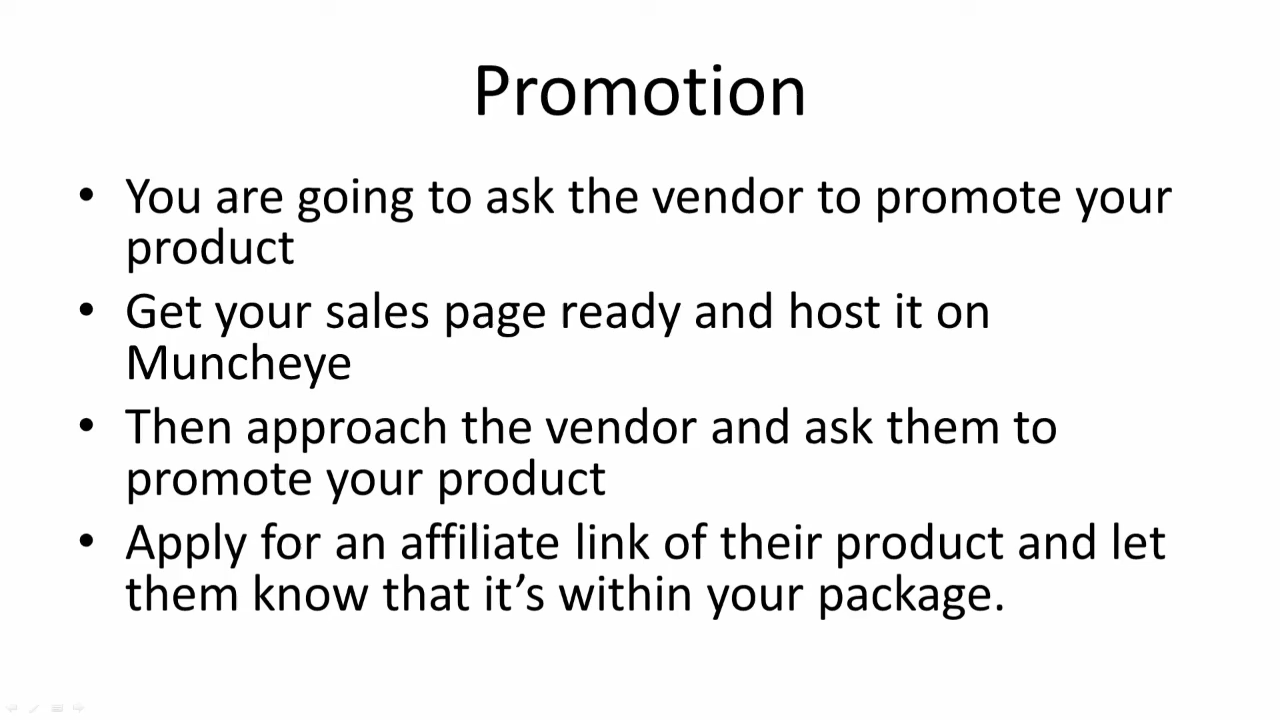 Promotion
• You are going to ask the vendor to promote your
product
• Get your sales page ready and host it on
Muncheye
• Then approach the vendor and ask them to
promote your product
• Apply for an affiliate link of their product and let
them know that it’s within your package.